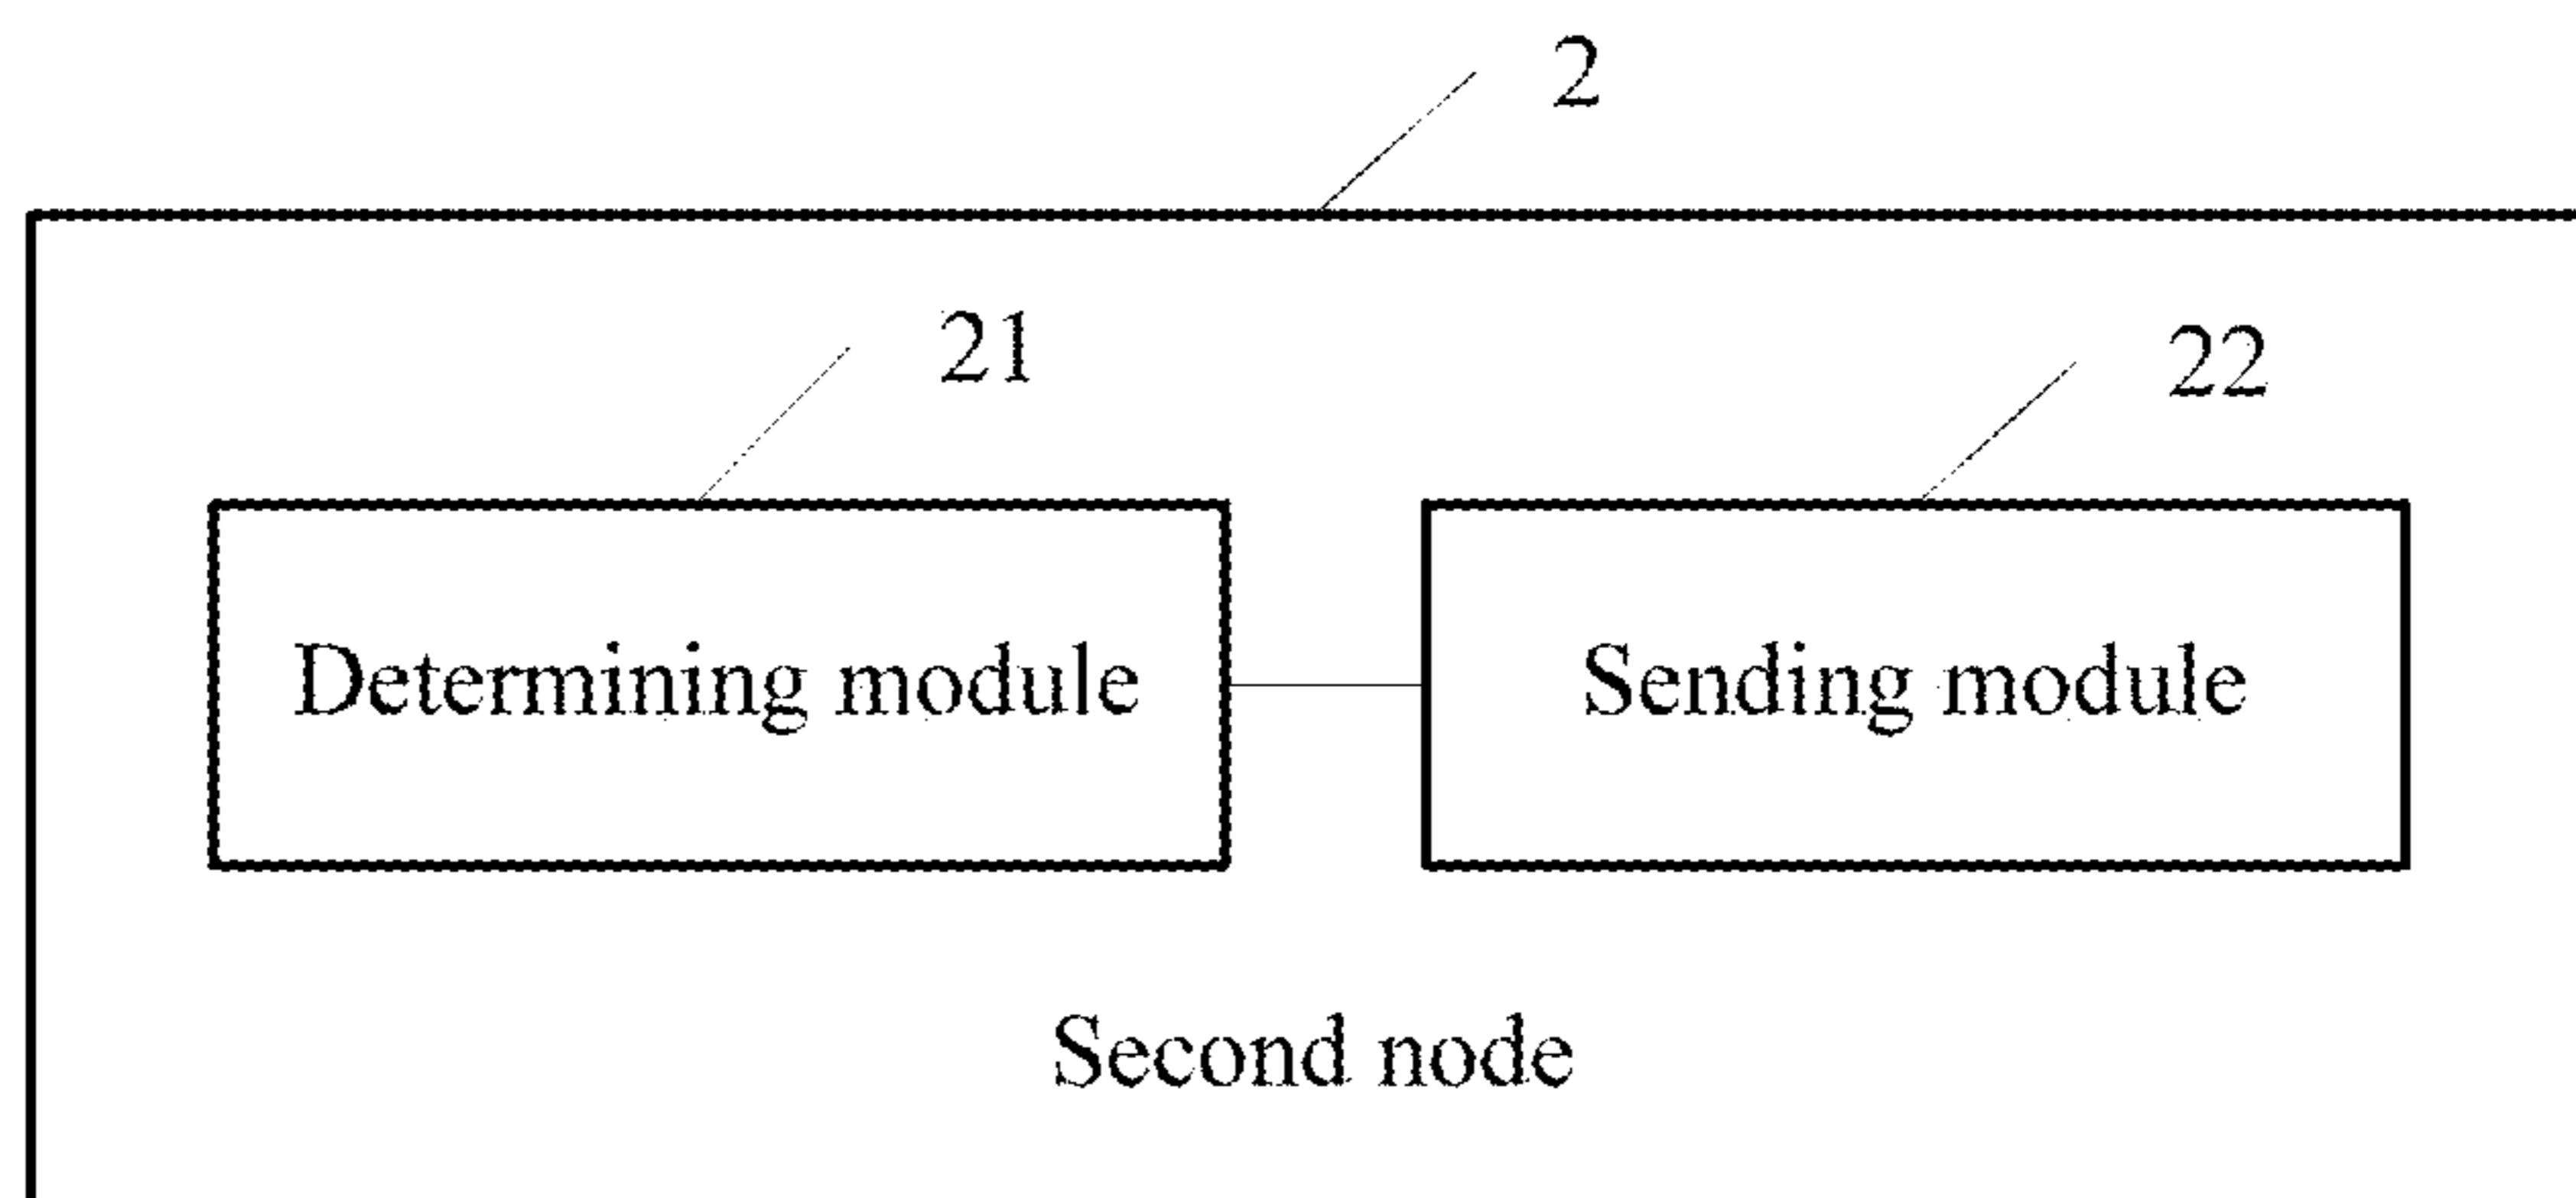 2
21
22
Determining module
Sending module
Second node